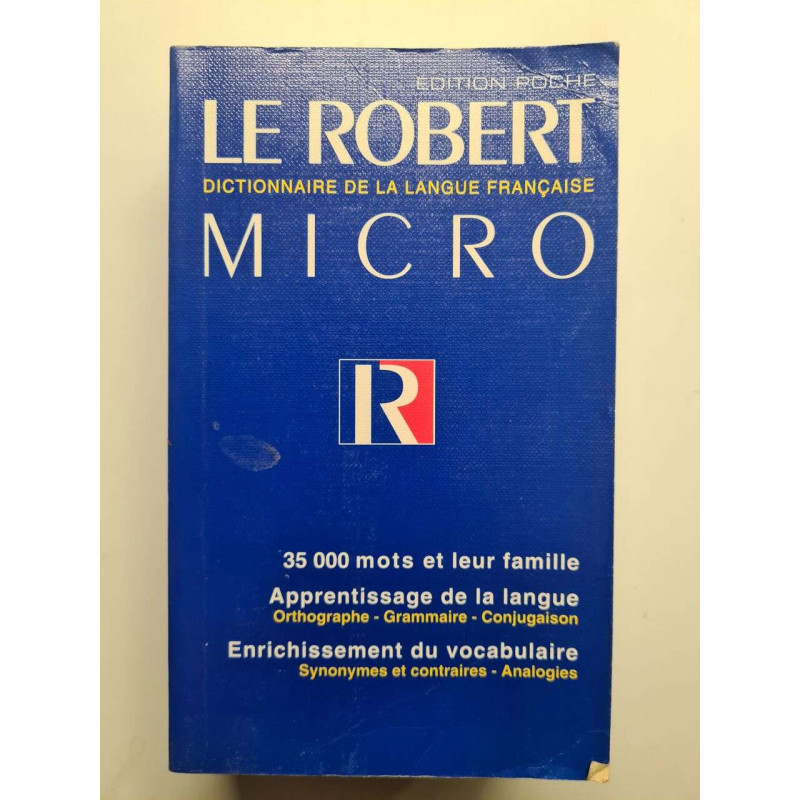 ÉDITION POCHE
LE ROBERT
DICTIONNAIRE DE LA LANGUE FRANÇAISE
MICRO
R
35 000 mots et leur famille
Apprentissage de la langue
Orthographe - Grammaire - Conjugaison
Enrichissement du vocabulaire
Synonymes et contraires - Analogies